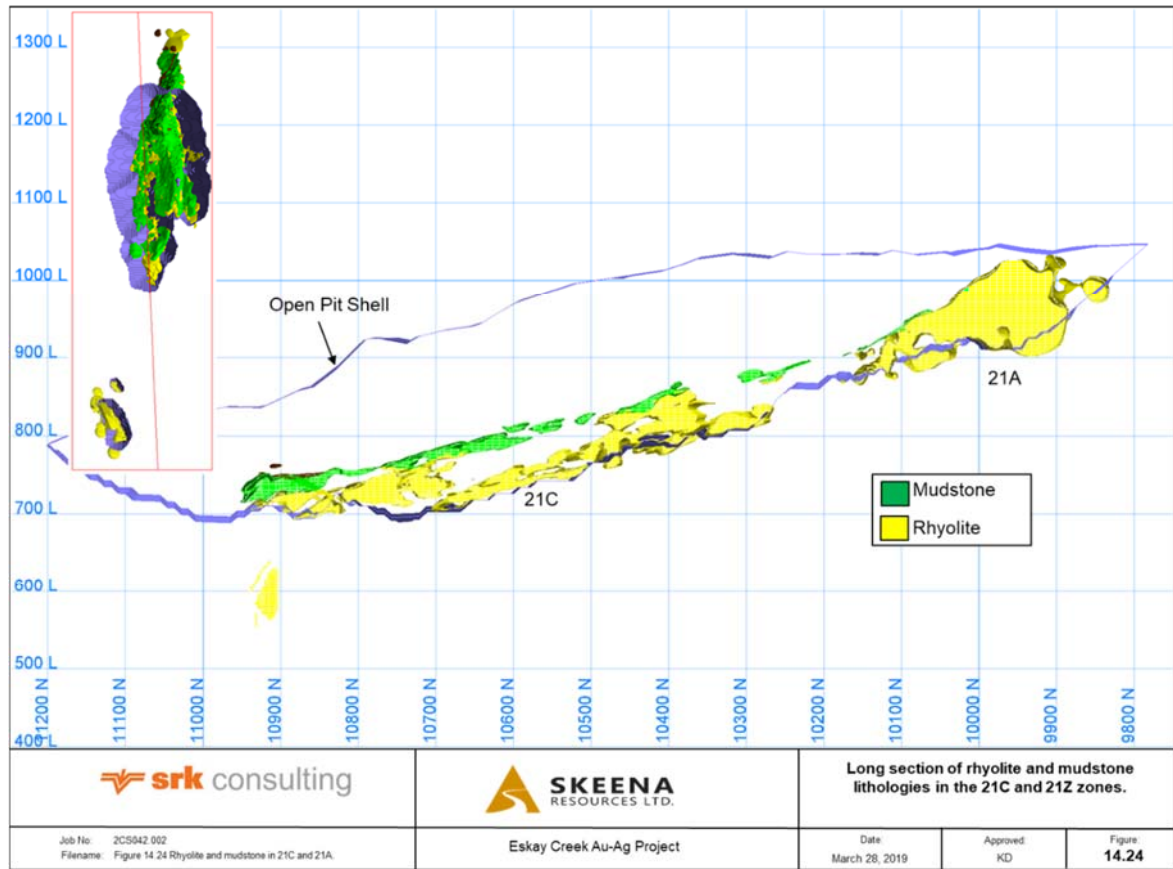 1300 L
1200 L
1100 L
1000 L
900 L
800 L
700 L
600 L
500 L
400 L
Open Pit Shell
21A
21C
Mudstone
Rhyolite
11200 N
11100 N
11000 N
10900 N
10800 N
10700 N
10600 N
10500 N
10400 N
10300 N
10200 N
10100 N
10000 N
9900 N
9800 N
srk consulting
SKEENA
RESOURCES LTD.
Long section of rhyolite and mudstone
lithologies in the 21C and 21Z zones.
Job No: 2CS042.002
Filename: Figure 14.24 Rhyolite and mudstone in 21C and 21A.
Eskay Creek Au-Ag Project
Date:
March 28, 2019
Approved:
KD
Figure:
14.24